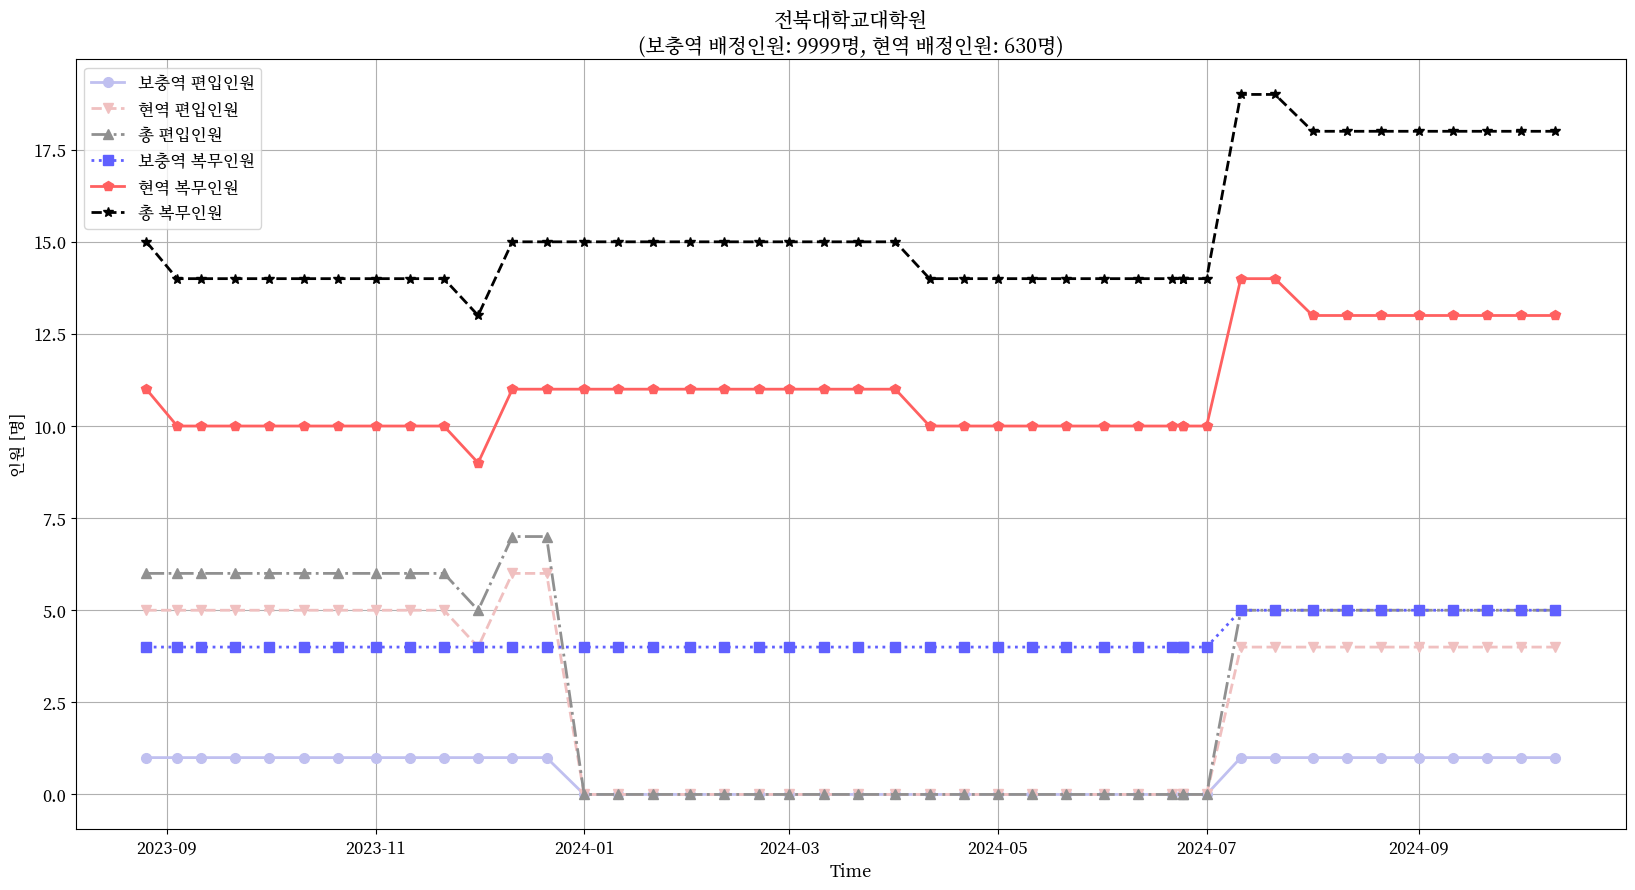 전북대학교대학원
(보충역 배정인원: 9999명, 현역 배정인원: 630명)
보충역 편입인원
현역 편입인원
총 편입인원
보충역 복무인원
현역 복무인원
총 복무인원
17.5
15.0
12.5
10.0
7.5
5.0
2.5
0.0
인원 [명]
2023-09 2023-11 2024-01 2024-03 2024-05 2024-07 2024-09
Time